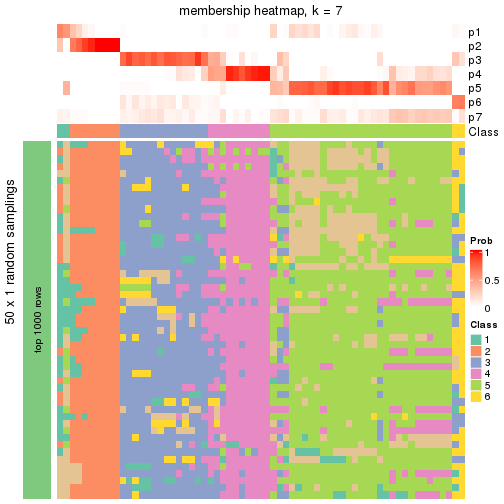 membership heatmap, k = 7
p1
p2
p3
p4
p5
p6
p7
Class
50 x 1 random samplings
top 1000 rows
Prob
1
0.5
0
Class
1
2
3
4
5
6